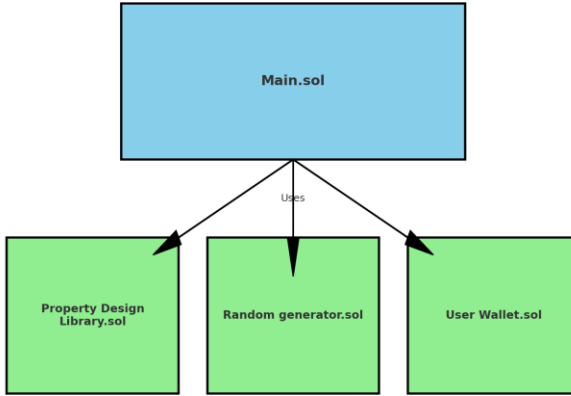 Main.sol
Uses
Property Design
Library.sol
Random generator.sol
User Wallet.sol